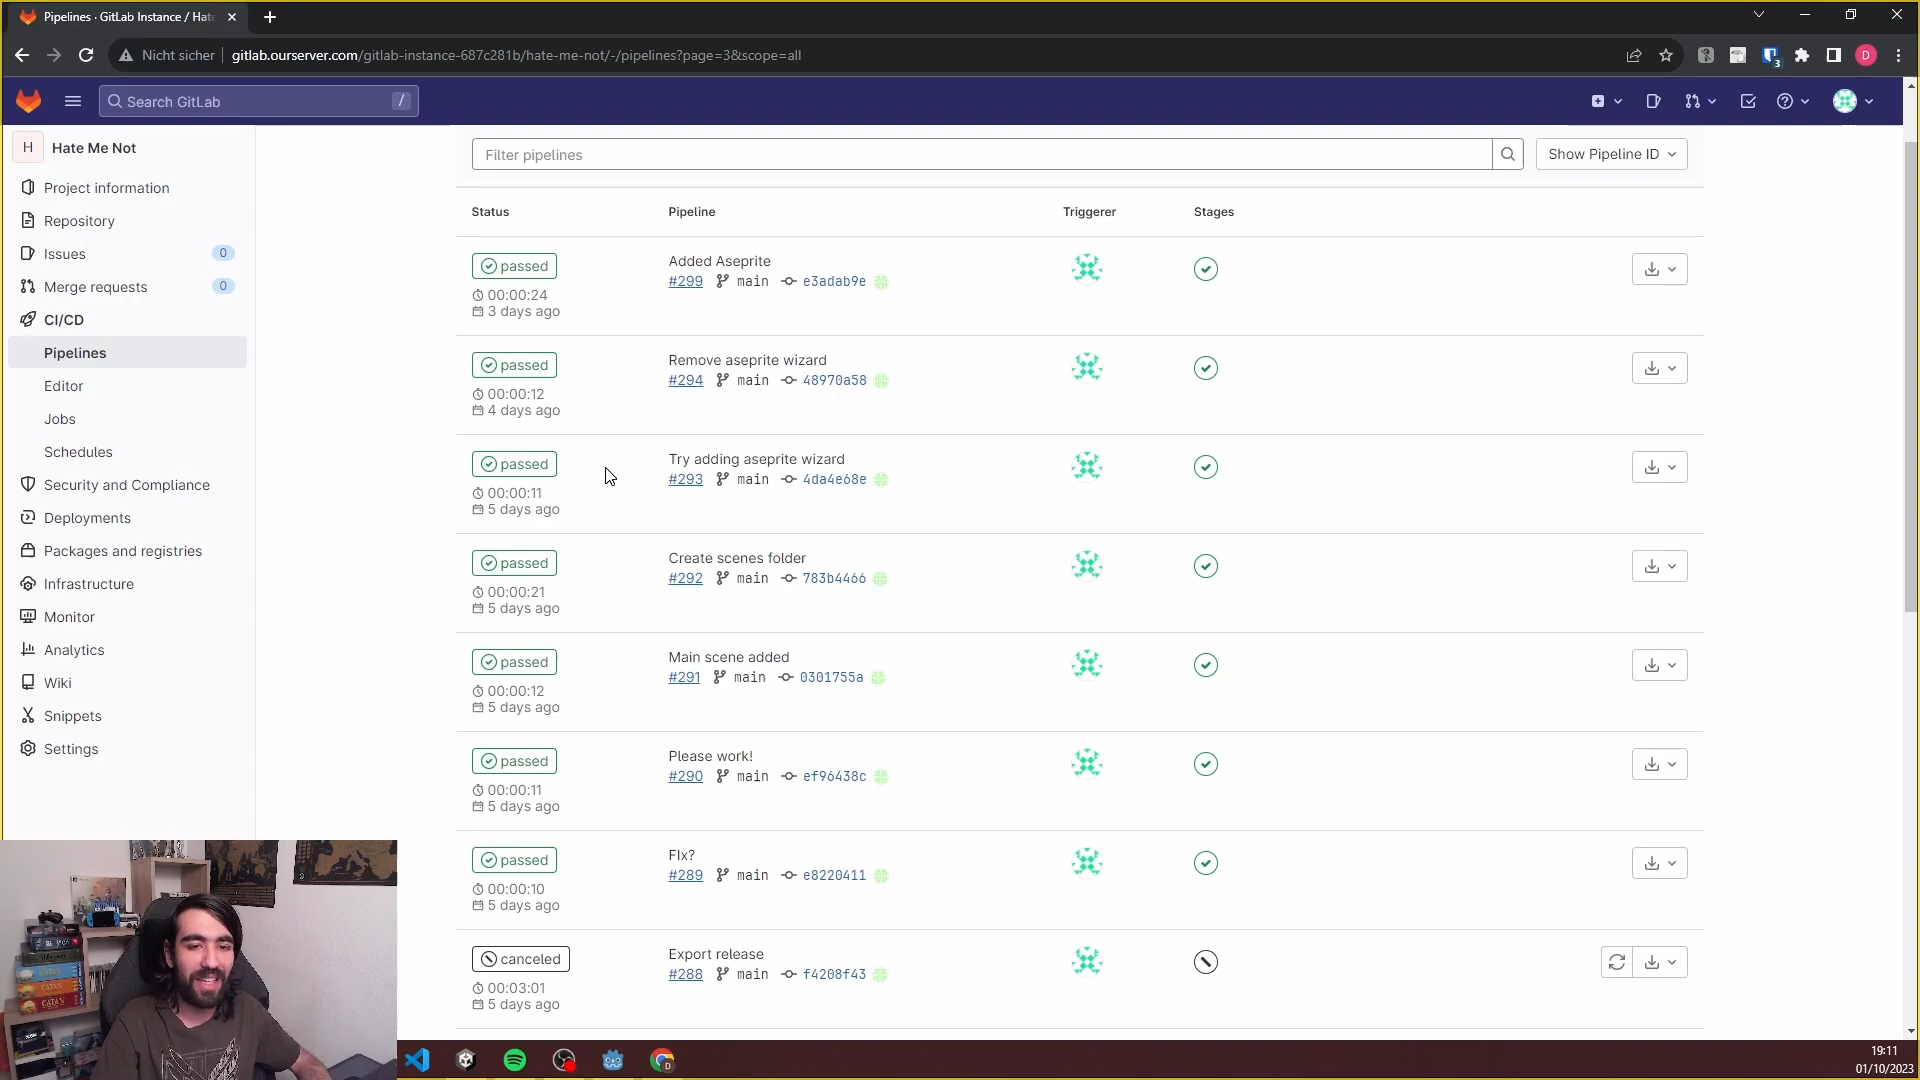 Pipelines · GitLab Instance / Hate
Nicht sicher
gitlab.ourserver.com/gitlab-instance-687c281b/hate-me-not/-/pipelines?page=3&scope=all
3
D
Search GitLab
/
H
Hate Me Not
Project information
Repository
Issues
0
Merge requests
0
CI/CD
Pipelines
Editor
Jobs
Schedules
Security and Compliance
Deployments
Packages and registries
Infrastructure
Monitor
Analytics
Wiki
Snippets
Settings
Filter pipelines
Show Pipeline ID
Status Pipeline Triggerer Stages
passed
Added Aseprite
#299 main e3adab9e
00:00:24
3 days ago
passed
Remove aseprite wizard
#294 main 48970a58
00:00:12
4 days ago
passed
Try adding aseprite wizard
#293 main 4da4e68e
00:00:11
5 days ago
passed
Create scenes folder
#292 main 783b4466
00:00:21
5 days ago
passed
Main scene added
#291 main 0301755a
00:00:12
5 days ago
passed
Please work!
#290 main ef96438c
00:00:11
5 days ago
passed
FIx?
#289 main e8220411
00:00:10
5 days ago
canceled
Export release
#288 main f4208f43
00:03:01
5 days ago
CATAN
CATAN
D
19:11
01/10/2023